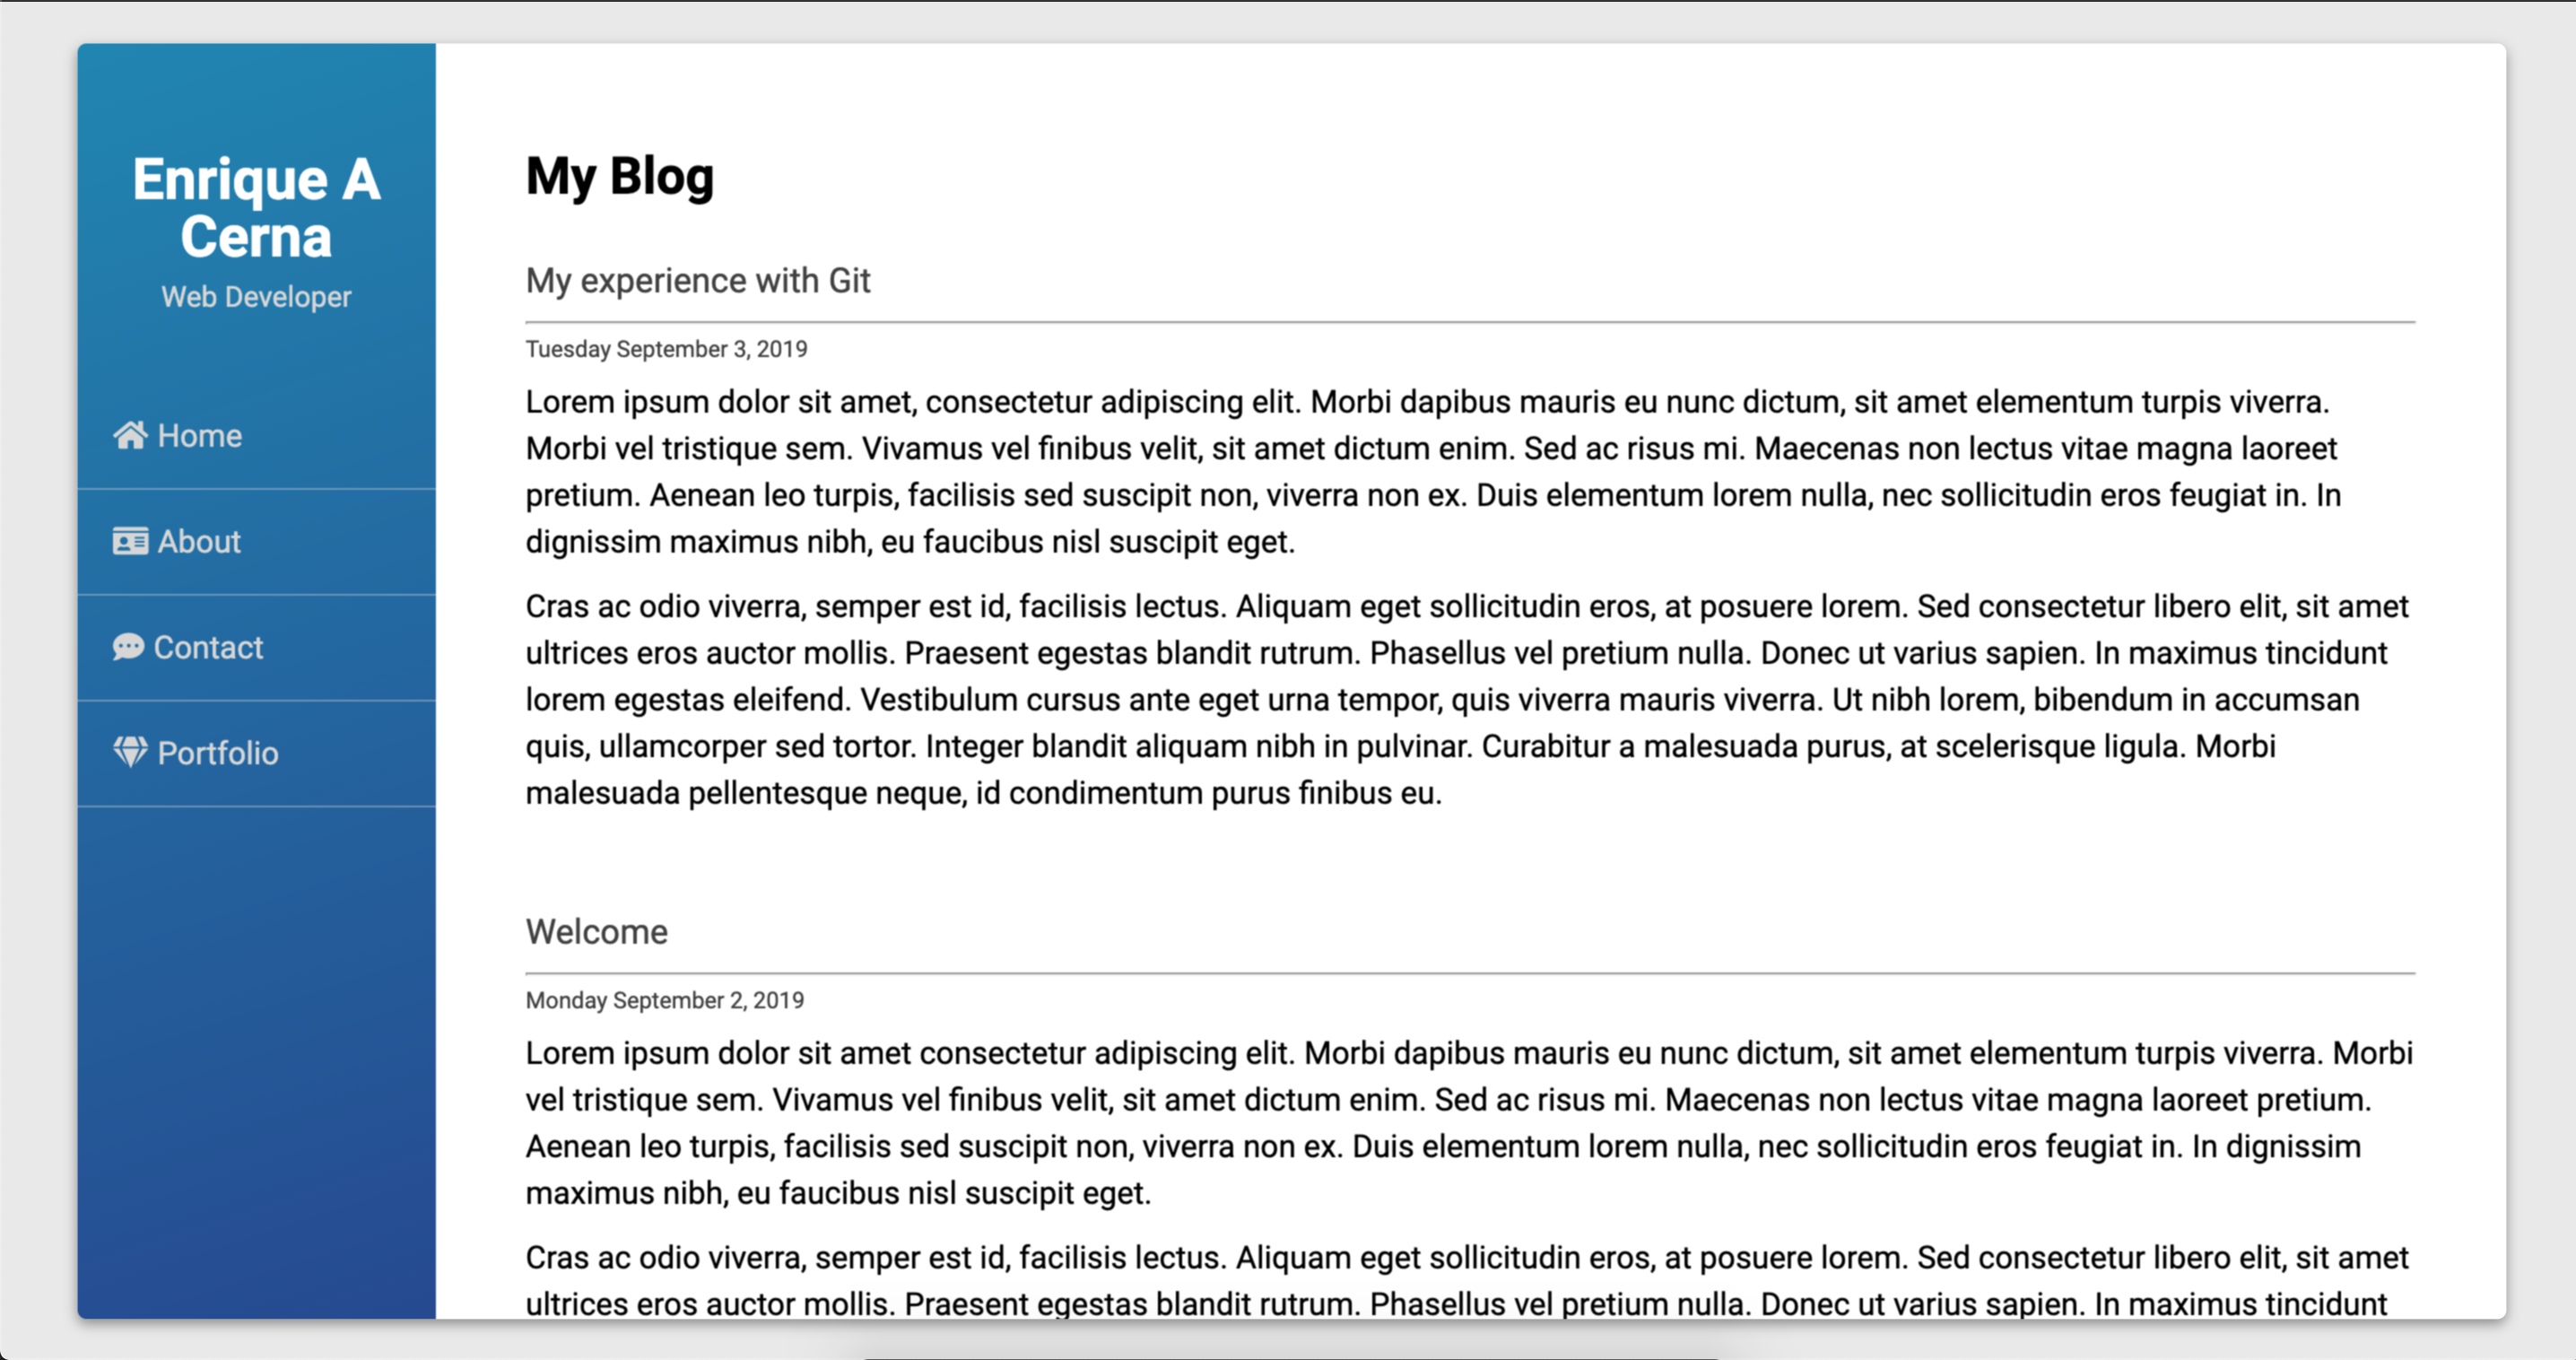 Enrique A
Cerna
Web Developer
Home
About
Contact
Portfolio
My Blog
My experience with Git
Tuesday September 3, 2019
Lorem ipsum dolor sit amet, consectetur adipiscing elit. Morbi dapibus mauris eu nunc dictum, sit amet elementum turpis viverra.
Morbi vel tristique sem. Vivamus vel finibus velit, sit amet dictum enim. Sed ac risus mi. Maecenas non lectus vitae magna laoreet
pretium. Aenean leo turpis, facilisis sed suscipit non, viverra non ex. Duis elementum lorem nulla, nec sollicitudin eros feugiat in. In
dignissim maximus nibh, eu faucibus nisl suscipit eget.
Cras ac odio viverra, semper est id, facilisis lectus. Aliquam eget sollicitudin eros, at posuere lorem. Sed consectetur libero elit, sit amet
ultrices eros auctor mollis. Praesent egestas blandit rutrum. Phasellus vel pretium nulla. Donec ut varius sapien. In maximus tincidunt
lorem egestas eleifend. Vestibulum cursus ante eget urna tempor, quis viverra mauris viverra. Ut nibh lorem, bibendum in accumsan
quis, ullamcorper sed tortor. Integer blandit aliquam nibh in pulvinar. Curabitur a malesuada purus, at scelerisque ligula. Morbi
malesuada pellentesque neque, id condimentum purus finibus eu.
Welcome
Monday September 2, 2019
Lorem ipsum dolor sit amet consectetur adipiscing elit. Morbi dapibus mauris eu nunc dictum, sit amet elementum turpis viverra. Morbi
vel tristique sem. Vivamus vel finibus velit, sit amet dictum enim. Sed ac risus mi. Maecenas non lectus vitae magna laoreet pretium.
Aenean leo turpis, facilisis sed suscipit non, viverra non ex. Duis elementum lorem nulla, nec sollicitudin eros feugiat in. In dignissim
maximus nibh, eu faucibus nisl suscipit eget.
Cras ac odio viverra, semper est id, facilisis lectus. Aliquam eget sollicitudin eros, at posuere lorem. Sed consectetur libero elit, sit amet
ultrices eros auctor mollis. Praesent egestas blandit rutrum. Phasellus vel pretium nulla. Donec ut varius sapien. In maximus tincidunt